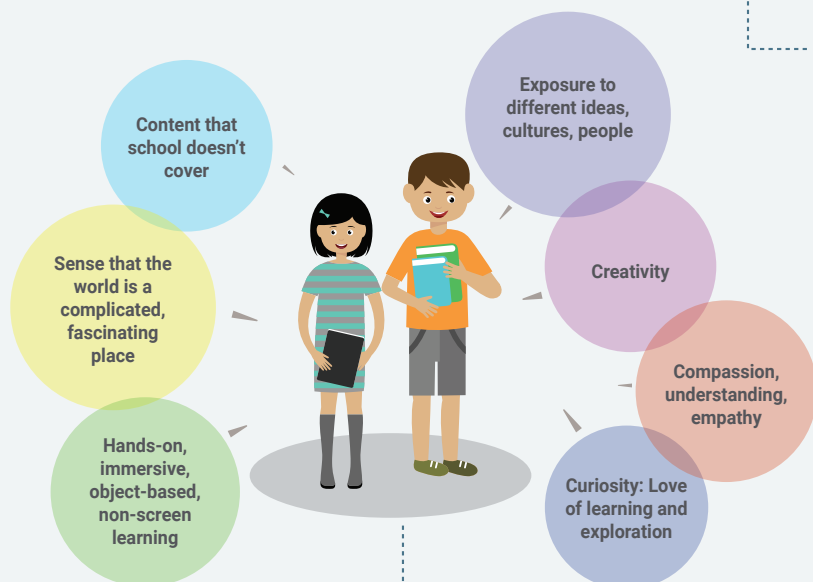 Content that
school doesn't
cover
Sense that the
world is a
complicated,
fascinating
place
Hands-on,
immersive,
object-based,
non-screen
learning
Exposure to
different ideas,
cultures, people
Creativity
Compassion,
understanding,
empathy
Curiosity: Love
of learning and
exploration